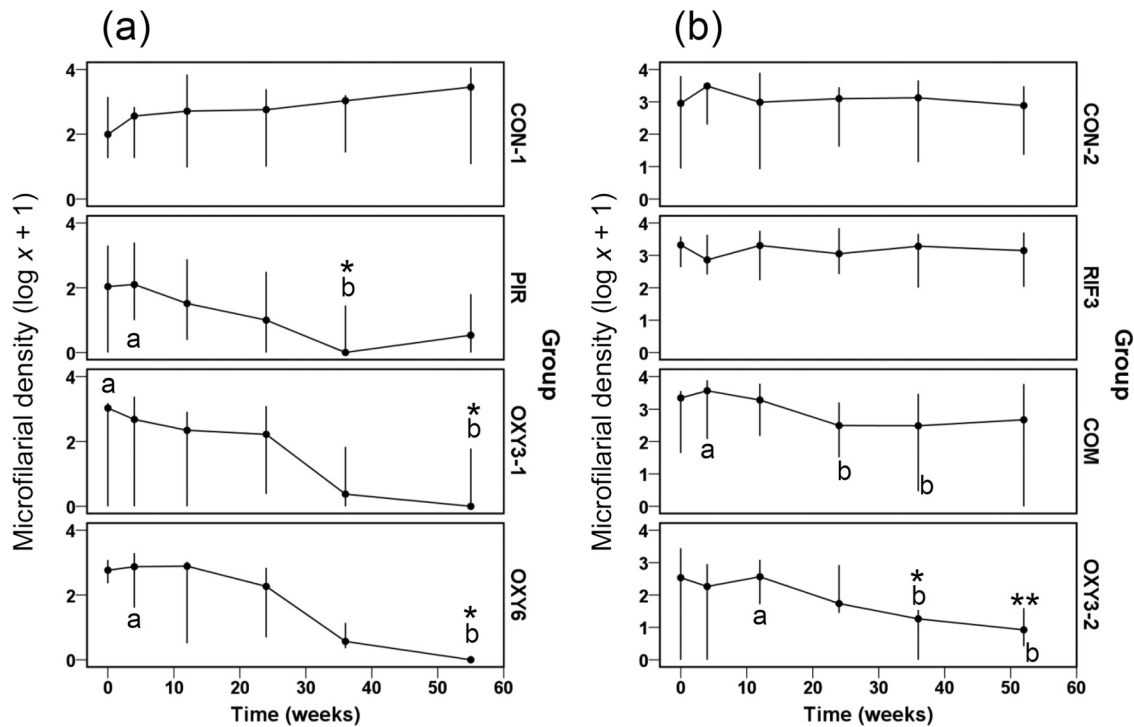 (a)
Microfilarial density (log x + 1)
4
2
0
CON-1
4
2
0
a
*
b
PIR
4
2
0
a
*
b
OXY3-1
4
2
0
a
*
b
OXY6
0 10 20 30 40 50 60
Time (weeks)
Group
(b)
Microfilarial density (log x + 1)
4
3
2
1
0
CON-2
4
3
2
1
0
RIF3
4
3
2
1
0
a
b
b
COM
4
3
2
1
0
a
*
b
**
b
OXY3-2
0 10 20 30 40 50 60
Time (weeks)
Group